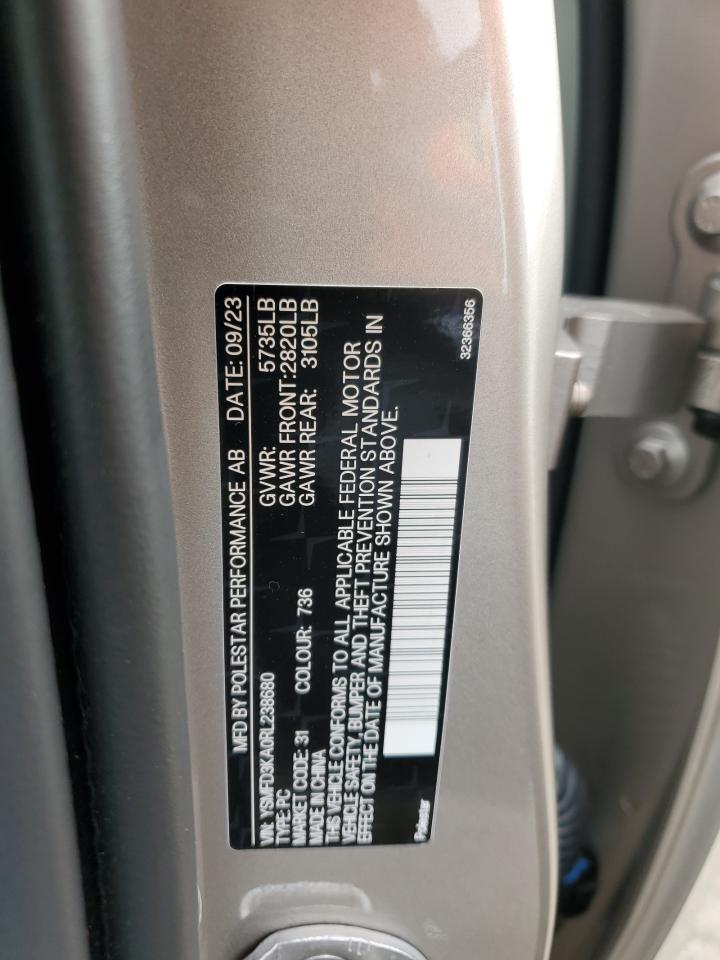 MFD BY POLESTAR PERFORMANCE AB DATE: 09/23
VIN: YSMFD3KA0RL238680 GVWR: 5735LB
TYPE: PC GAWR FRONT:2820LB
MARKET CODE: 31 COLOUR: 736 GAWR REAR: 3105LB
MADE IN CHINA
THIS VEHICLE CONFORMS TO ALL APPLICABLE FEDERAL MOTOR
VEHICLE SAFETY, BUMPER AND THEFT PREVENTION STANDARDS IN
EFFECT ON THE DATE OF MANUFACTURE SHOWN ABOVE.
Polestar 32366356